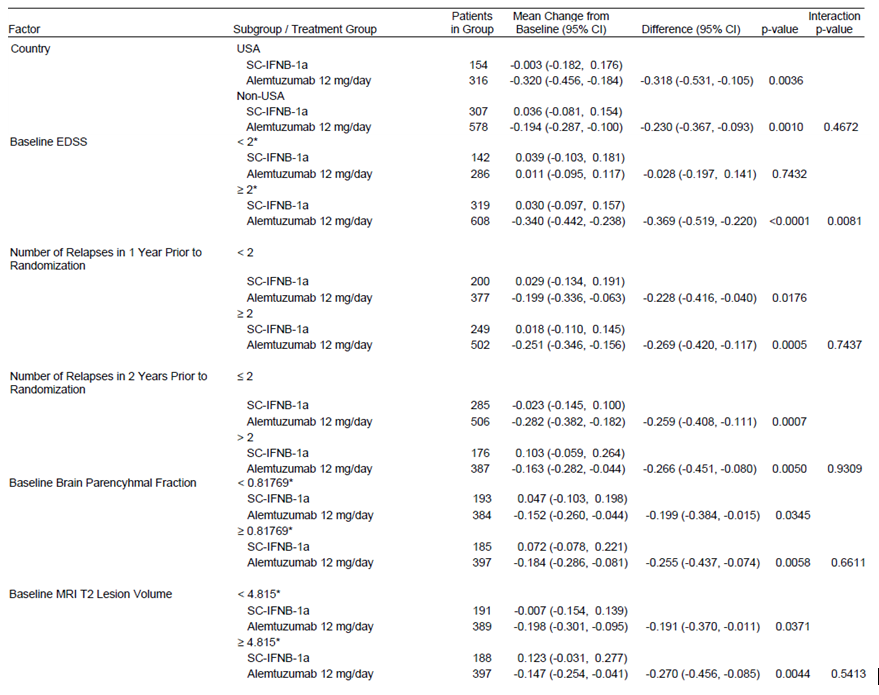 Factor Subgroup / Treatment Group Patients in Group Mean Change from Baseline (95% CI) Difference (95% CI) p-value Interaction p-value
Country USA
SC-IFNB-1a 154 -0.003 (-0.182, 0.176)
Alemtuzumab 12 mg/day 316 -0.320 (-0.456, -0.184) -0.318 (-0.531, -0.105) 0.0036
Non-USA
SC-IFNB-1a 307 0.036 (-0.081, 0.154)
Alemtuzumab 12 mg/day 578 -0.194 (-0.287, -0.100) -0.230 (-0.367, -0.093) 0.0010 0.4672
Baseline EDSS < 2*
SC-IFNB-1a 142 0.039 (-0.103, 0.181)
Alemtuzumab 12 mg/day 286 0.011 (-0.095, 0.117) -0.028 (-0.197, 0.141) 0.7432
≥ 2*
SC-IFNB-1a 319 0.030 (-0.097, 0.157)
Alemtuzumab 12 mg/day 608 -0.340 (-0.442, -0.238) -0.369 (-0.519, -0.220) <0.0001 0.0081
Number of Relapses in 1 Year Prior to < 2
Randomization
SC-IFNB-1a 200 0.029 (-0.134, 0.191)
Alemtuzumab 12 mg/day 377 -0.199 (-0.336, -0.063) -0.228 (-0.416, -0.040) 0.0176
≥ 2
SC-IFNB-1a 249 0.018 (-0.110, 0.145)
Alemtuzumab 12 mg/day 502 -0.251 (-0.346, -0.156) -0.269 (-0.420, -0.117) 0.0005 0.7437
Number of Relapses in 2 Years Prior to ≤ 2
Randomization
SC-IFNB-1a 285 -0.023 (-0.145, 0.100)
Alemtuzumab 12 mg/day 506 -0.282 (-0.382, -0.182) -0.259 (-0.408, -0.111) 0.0007
> 2
SC-IFNB-1a 176 0.103 (-0.059, 0.264)
Alemtuzumab 12 mg/day 387 -0.163 (-0.282, -0.044) -0.266 (-0.451, -0.080) 0.0050 0.9309
Baseline Brain Parencyhmal Fraction < 0.81769*
SC-IFNB-1a 193 0.047 (-0.103, 0.198)
Alemtuzumab 12 mg/day 384 -0.152 (-0.260, -0.044) -0.199 (-0.384, -0.015) 0.0345
≥ 0.81769*
SC-IFNB-1a 185 0.072 (-0.078, 0.221)
Alemtuzumab 12 mg/day 397 -0.184 (-0.286, -0.081) -0.255 (-0.437, -0.074) 0.0058 0.6611
Baseline MRI T2 Lesion Volume < 4.815*
SC-IFNB-1a 191 -0.007 (-0.154, 0.139)
Alemtuzumab 12 mg/day 389 -0.198 (-0.301, -0.095) -0.191 (-0.370, -0.011) 0.0371
≥ 4.815*
SC-IFNB-1a 188 0.123 (-0.031, 0.277)
Alemtuzumab 12 mg/day 397 -0.147 (-0.254, -0.041) -0.270 (-0.456, -0.085) 0.0044 0.5413